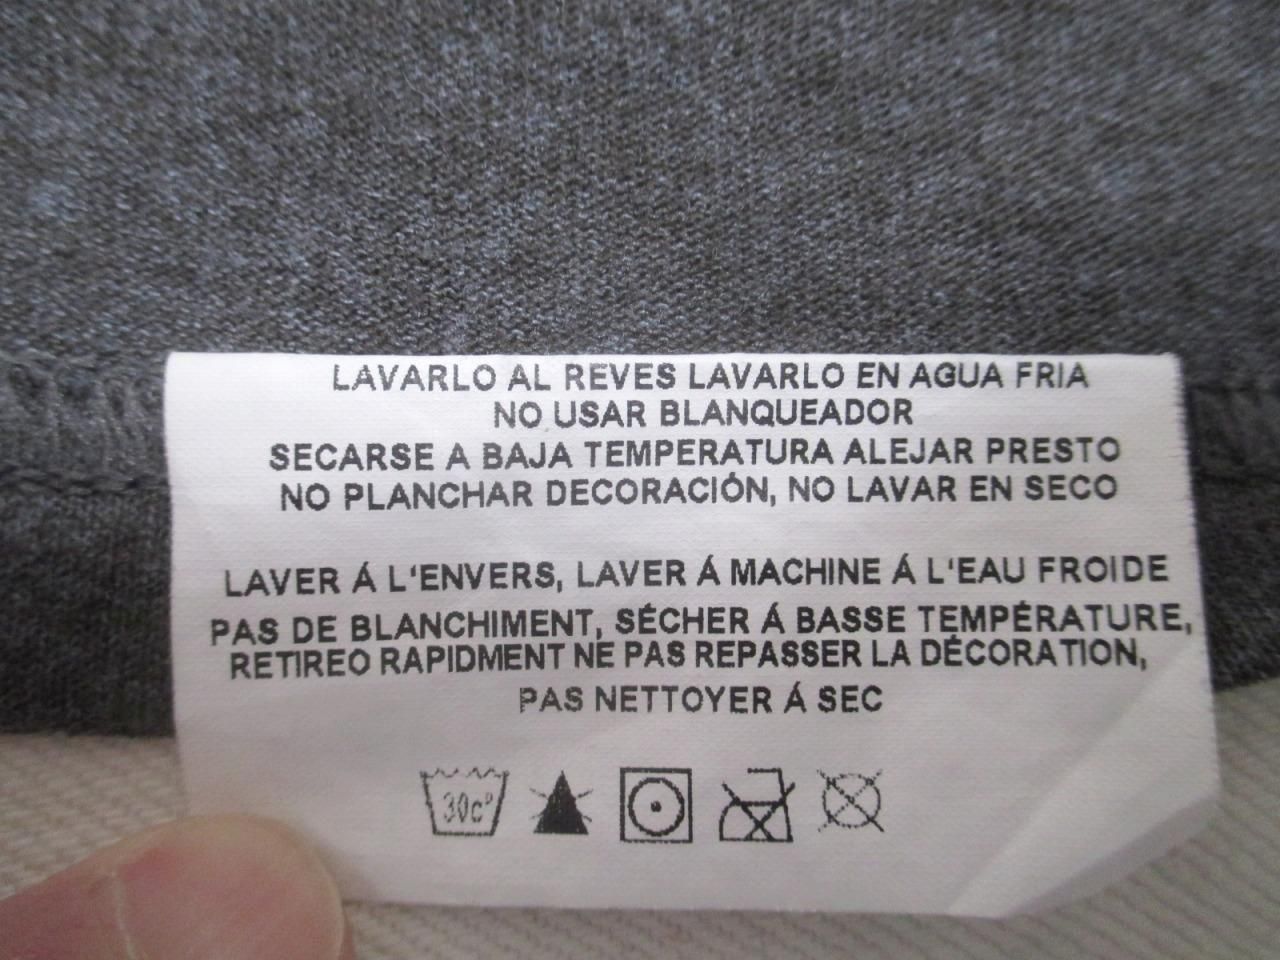 LAVARLO AL REVES LAVARLO EN AGUA FRIA
NO USAR BLANQUEADOR
SECARSE A BAJA TEMPERATURA ALEJAR PRESTO
NO PLANCHAR DECORACIÓN, NO LAVAR EN SECO
LAVER Á L'ENVERS, LAVER Á MACHINE Á L'EAU FROIDE
PAS DE BLANCHIMENT, SÉCHER Á BASSE TEMPÉRATURE,
RETIREO RAPIDMENT NE PAS REPASSER LA DÉCORATION,
PAS NETTOYER Á SEC
30c°